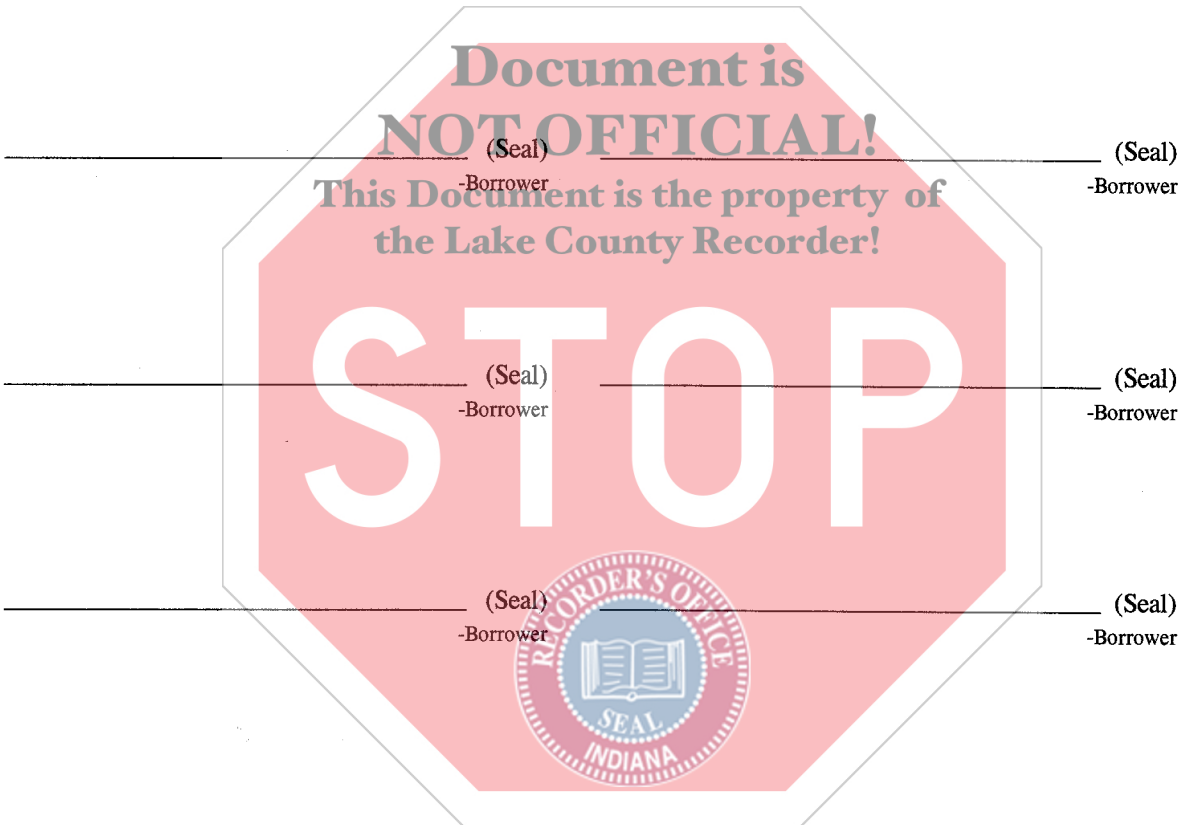 Document is
NOT OFFICIAL!
(Seal) (Seal)
-Borrower -Borrower
This Document is the property of
the Lake County Recorder!
STOP
(Seal) (Seal)
-Borrower -Borrower
(Seal) (Seal)
-Borrower -Borrower
RECORDER'S OFFICE
SEAL
INDIANA